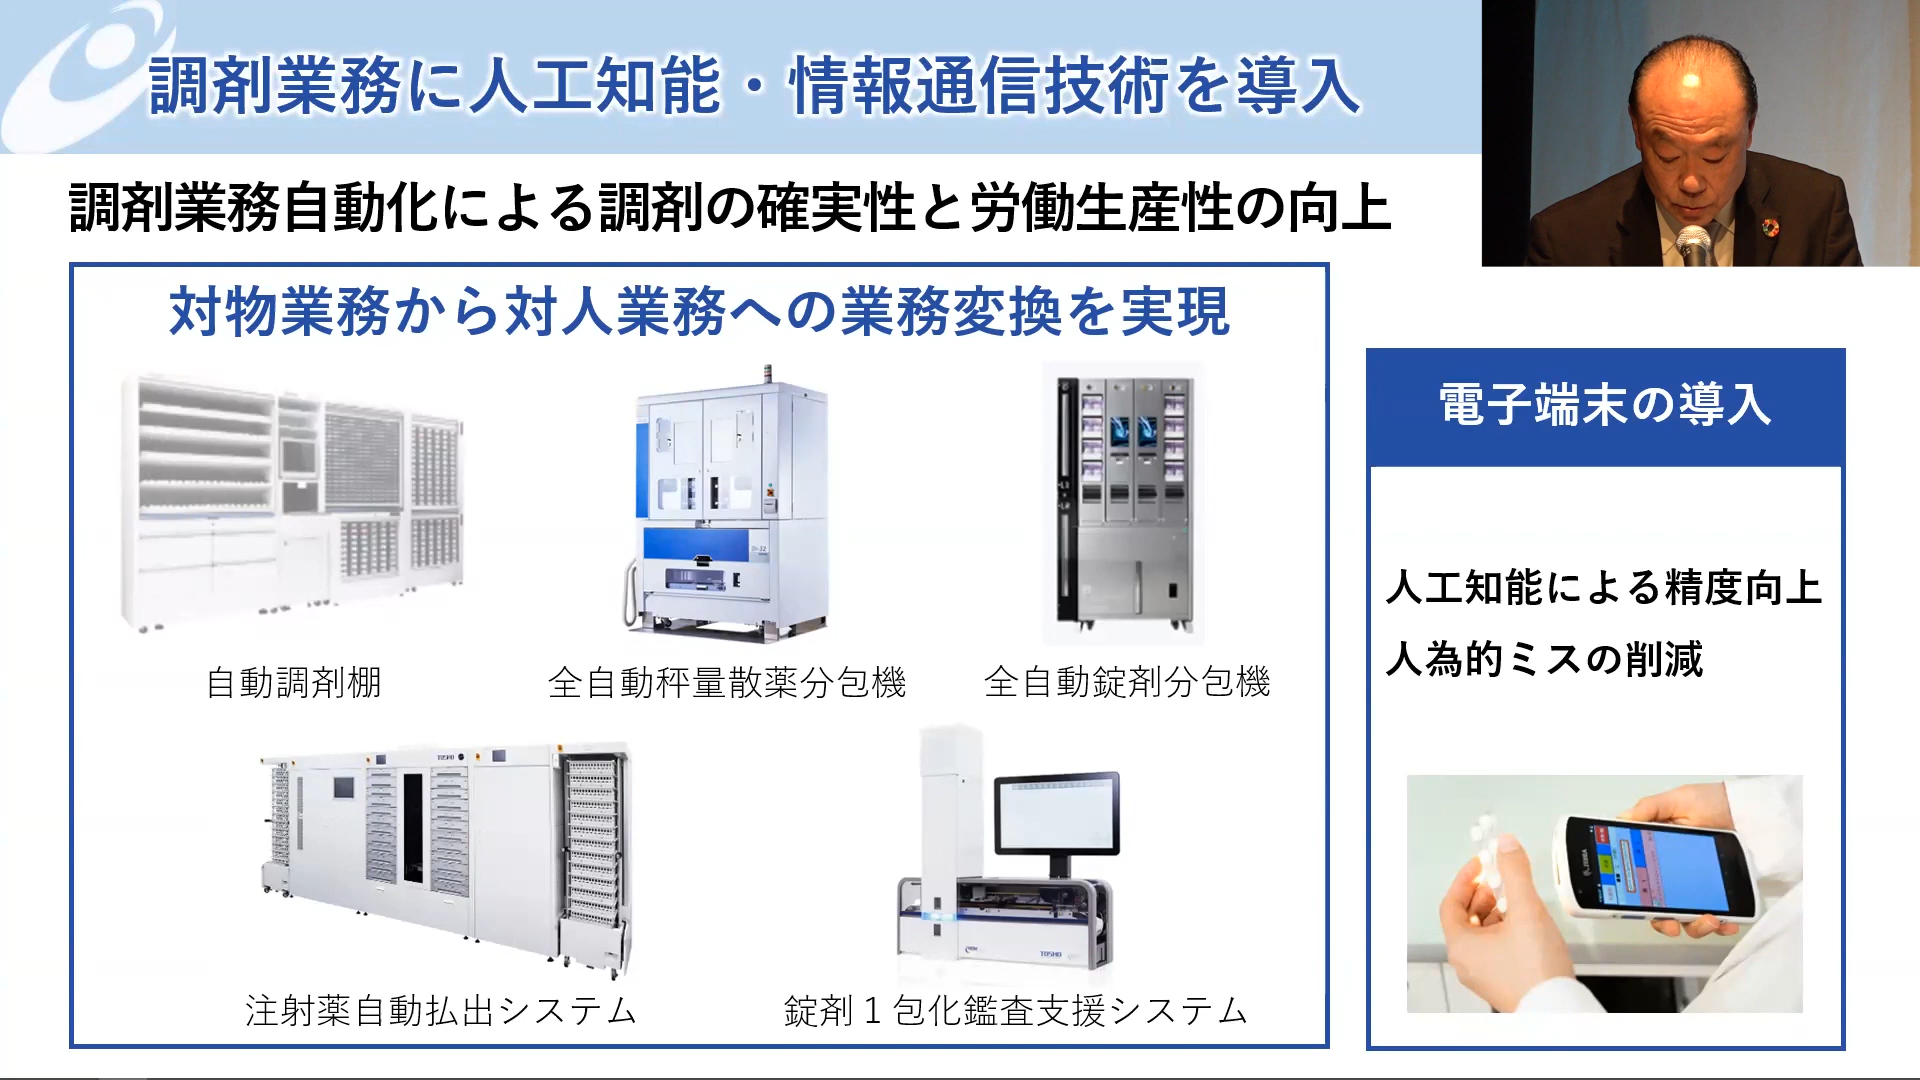 調剤業務に人工知能・情報通信技術を導入
調剤業務自動化による調剤の確実性と労働生産性の向上
対物業務から対人業務への業務変換を実現
自動調剤棚
全自動秤量散薬分包機
全自動錠剤分包機
TOSHO
TOSHO
注射薬自動払出システム
錠剤1包化鑑査支援システム
電子端末の導入
人工知能による精度向上
人為的ミスの削減